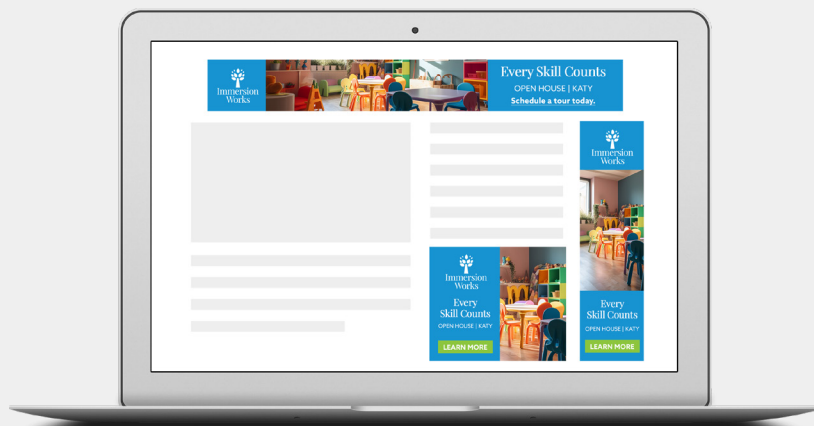 Immersion
Works
Every Skill Counts
OPEN HOUSE | KATY
Schedule a tour today.
Immersion
Works
Every
Skill Counts
OPEN HOUSE | KATY
LEARN MORE
Immersion
Works
Every
Skill Counts
OPEN HOUSE | KATY
LEARN MORE